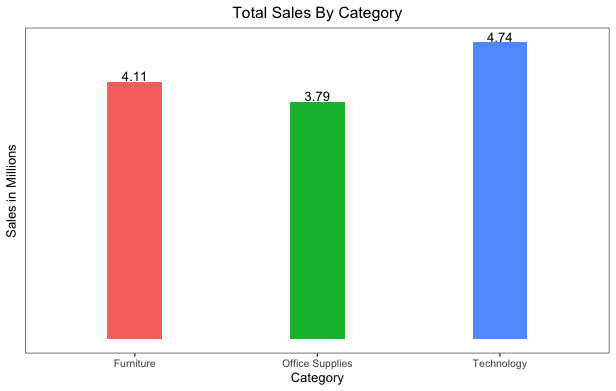 Total Sales By Category
4.11
3.79
4.74
Sales in Millions
Furniture
Office Supplies
Technology
Category